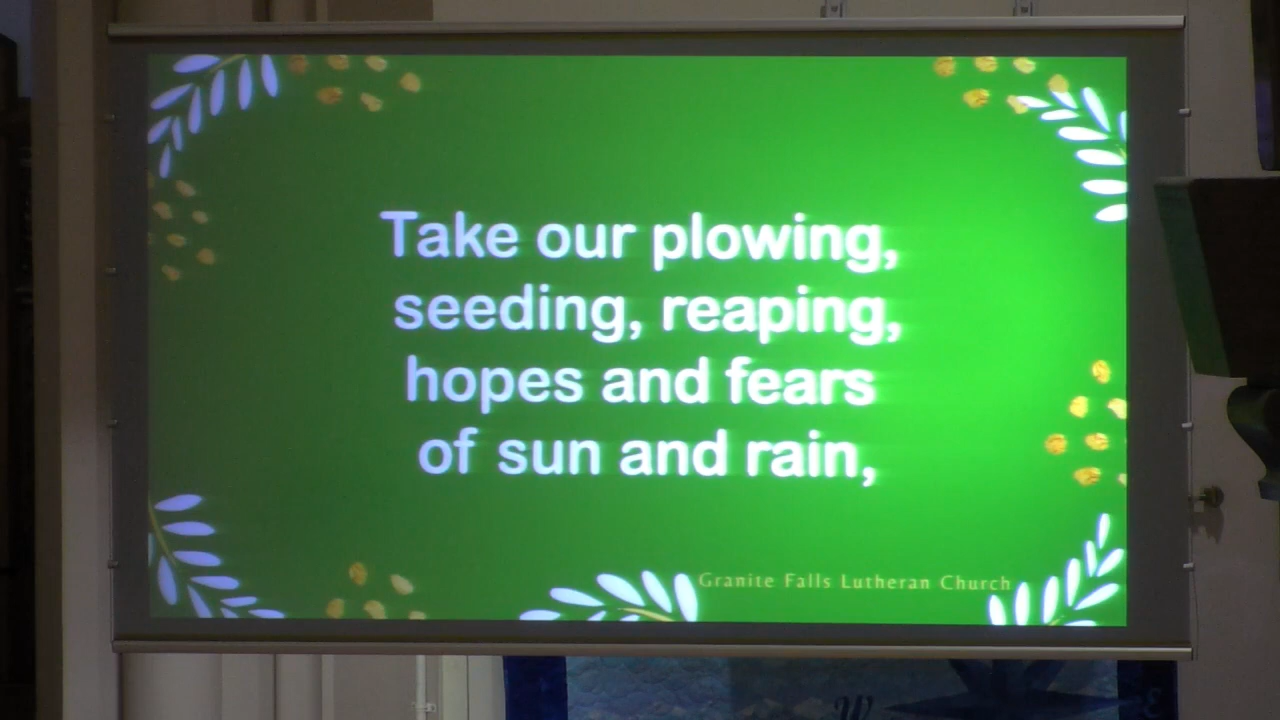 Take our plowing,
seeding, reaping,
hopes and fears
of sun and rain,
Granite Falls Lutheran Church